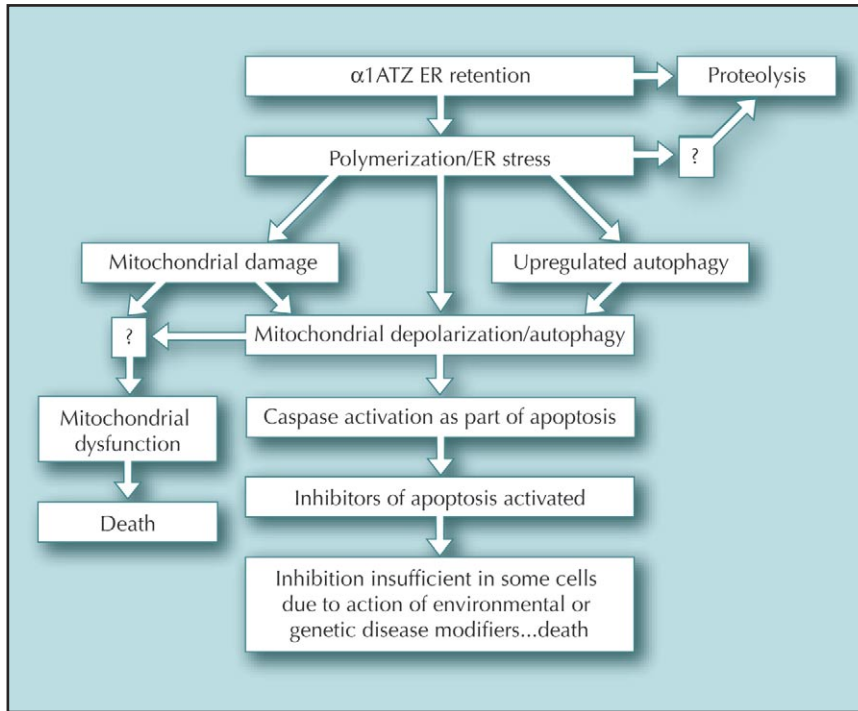 α1ATZ ER retention
Proteolysis
Polymerization/ER stress
?
Mitochondrial damage
Upregulated autophagy
?
Mitochondrial depolarization/autophagy
Mitochondrial
dysfunction
Caspase activation as part of apoptosis
Death
Inhibitors of apoptosis activated
Inhibition insufficient in some cells
due to action of environmental or
genetic disease modifiers...death